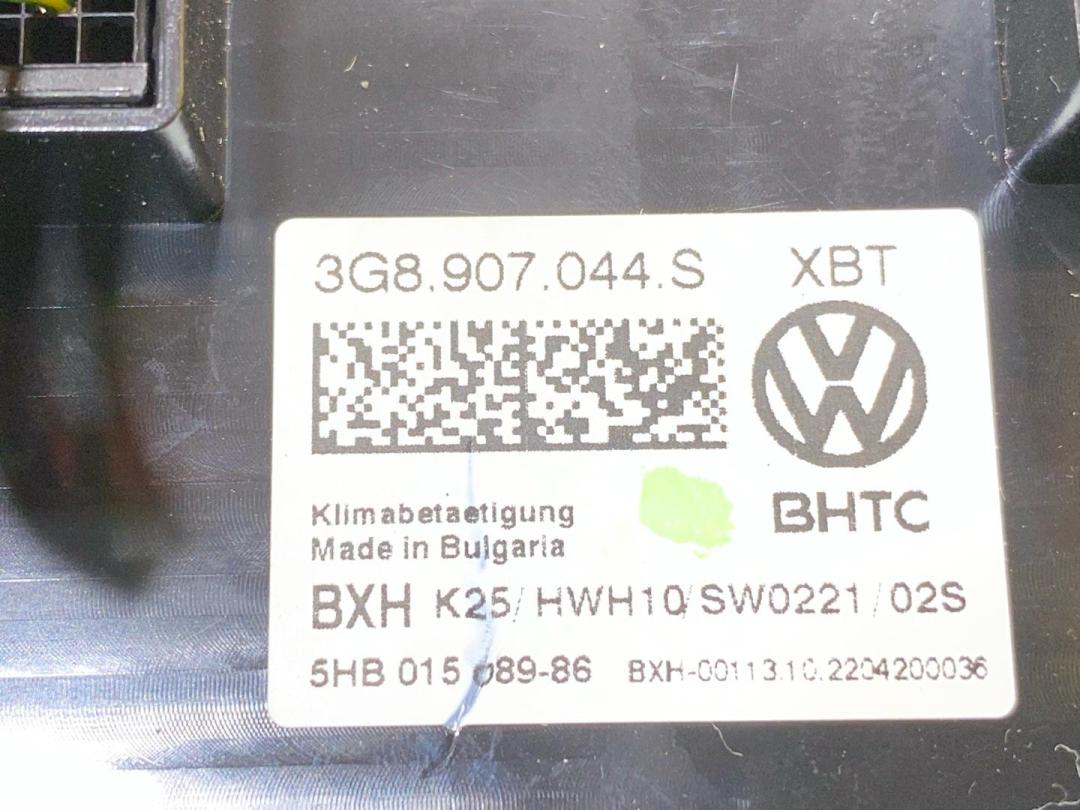 3G8.907.044.S XBT
BHTC
Klimabetaetigung
Made in Bulgaria
BXH K25/HWH10/SW0221/02S
5HB 015 089-86 BXH-00113.10.2204200036